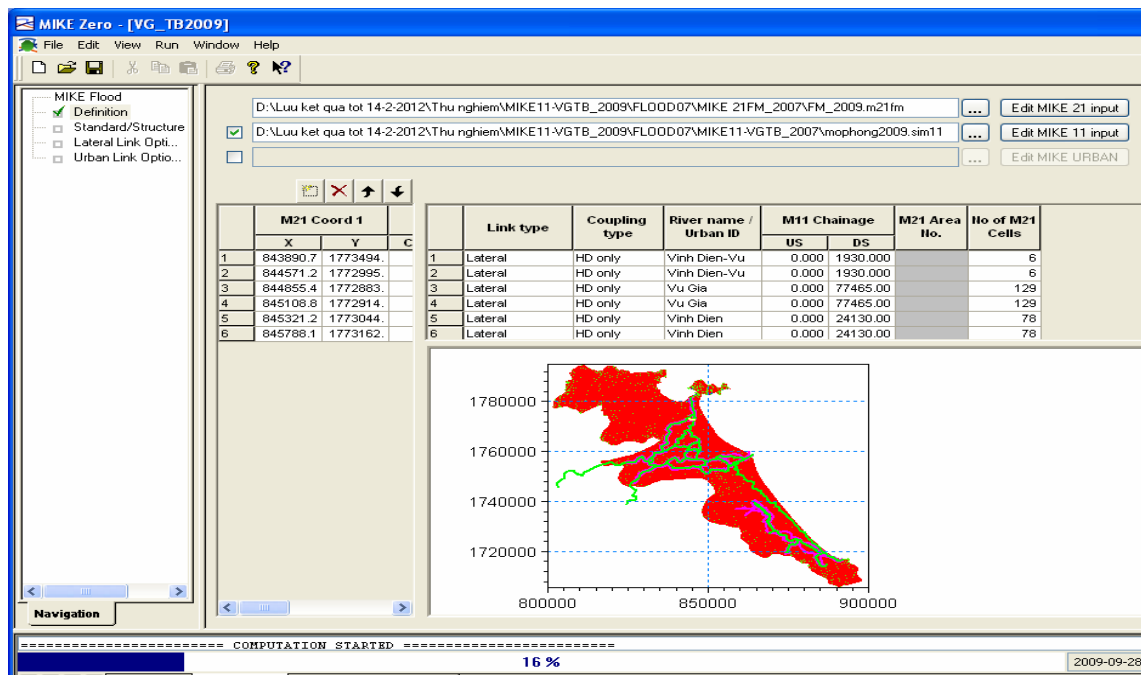 MIKE Zero - [VG_TB2009]
File Edit View Run Window Help
MIKE Flood
Definition
Standard/Structure
Lateral Link Opti...
Urban Link Optio...
Navigation
D:\Luu ket qua tot 14-2-2012\Thu nghiem\MIKE11-VGTB_2009\FLOOD07\MIKE 21FM_2007\FM_2009.m21fm ... Edit MIKE 21 input
D:\Luu ket qua tot 14-2-2012\Thu nghiem\MIKE11-VGTB_2009\FLOOD07\MIKE11-VGTB_2007\mophong2009.sim11 ... Edit MIKE 11 input
... Edit MIKE URBAN
M21 Coord 1
X Y C
1 843890.7 1773494.
2 844571.2 1772995.
3 844855.4 1772883.
4 845108.8 1772914.
5 845321.2 1773044.
6 845788.1 1773162.
Link type Coupling type River name / Urban ID M11 Chainage M21 Area No. No of M21 Cells
US DS
1 Lateral HD only Vinh Dien-Vu 0.000 1930.000 6
2 Lateral HD only Vinh Dien-Vu 0.000 1930.000 6
3 Lateral HD only Vu Gia 0.000 77465.00 129
4 Lateral HD only Vu Gia 0.000 77465.00 129
5 Lateral HD only Vinh Dien 0.000 24130.00 78
6 Lateral HD only Vinh Dien 0.000 24130.00 78
1780000
1760000
1740000
1720000
800000 850000 900000
======================== COMPUTATION STARTED =========================
16 %
2009-09-28